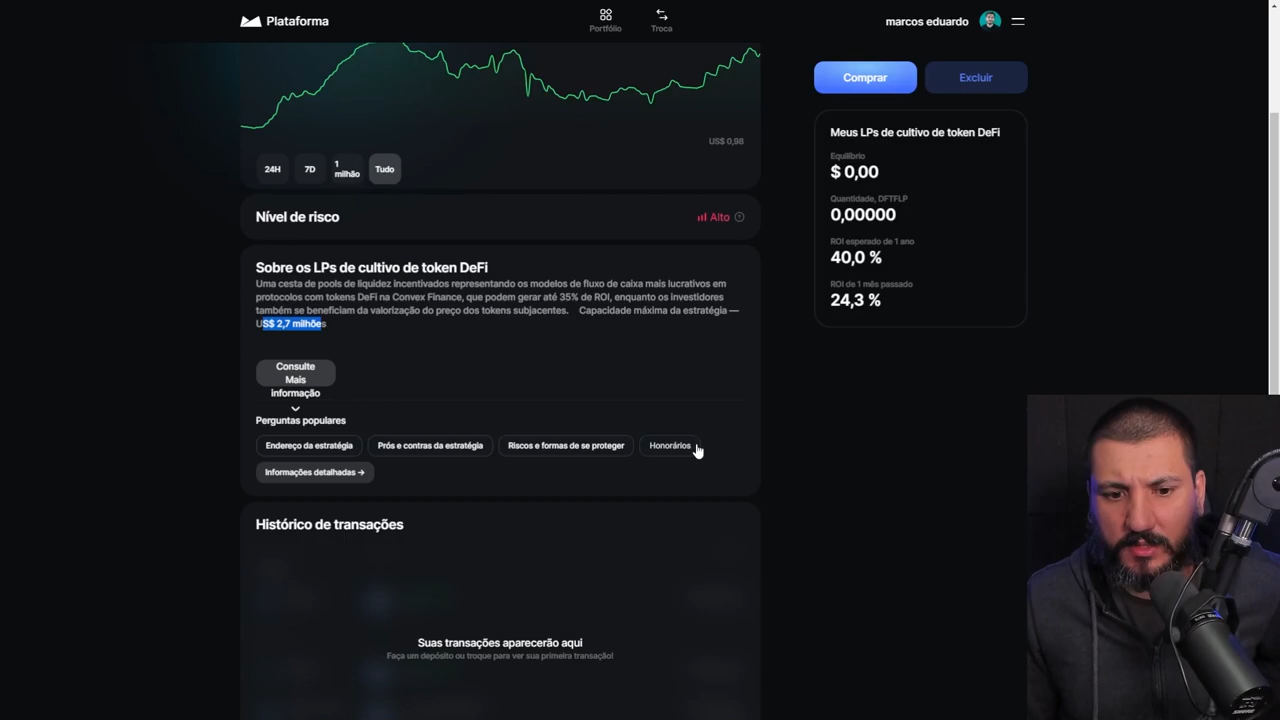 Plataforma
Portfólio
Troca
marcos eduardo
Comprar
Excluir
US$ 0,98
24H
7D
1
milhão
Tudo
Meus LPs de cultivo de token DeFi
Equilíbrio
$ 0,00
Quantidade, DFTFLP
0,00000
ROI esperado de 1 ano
40,0 %
ROI de 1 mês passado
24,3 %
Nível de risco
Alto
Sobre os LPs de cultivo de token DeFi
Uma cesta de pools de liquidez incentivados representando os modelos de fluxo de caixa mais lucrativos em
protocolos com tokens DeFi na Convex Finance, que podem gerar até 35% de ROI, enquanto os investidores
também se beneficiam da valorização do preço dos tokens subjacentes. Capacidade máxima da estratégia —
US$ 2,7 milhões
Consulte
Mais
informação
Perguntas populares
Endereço da estratégia
Prós e contras da estratégia
Riscos e formas de se proteger
Honorários
Informações detalhadas →
Histórico de transações
Suas transações aparecerão aqui
Faça um depósito ou troque para ver sua primeira transação!